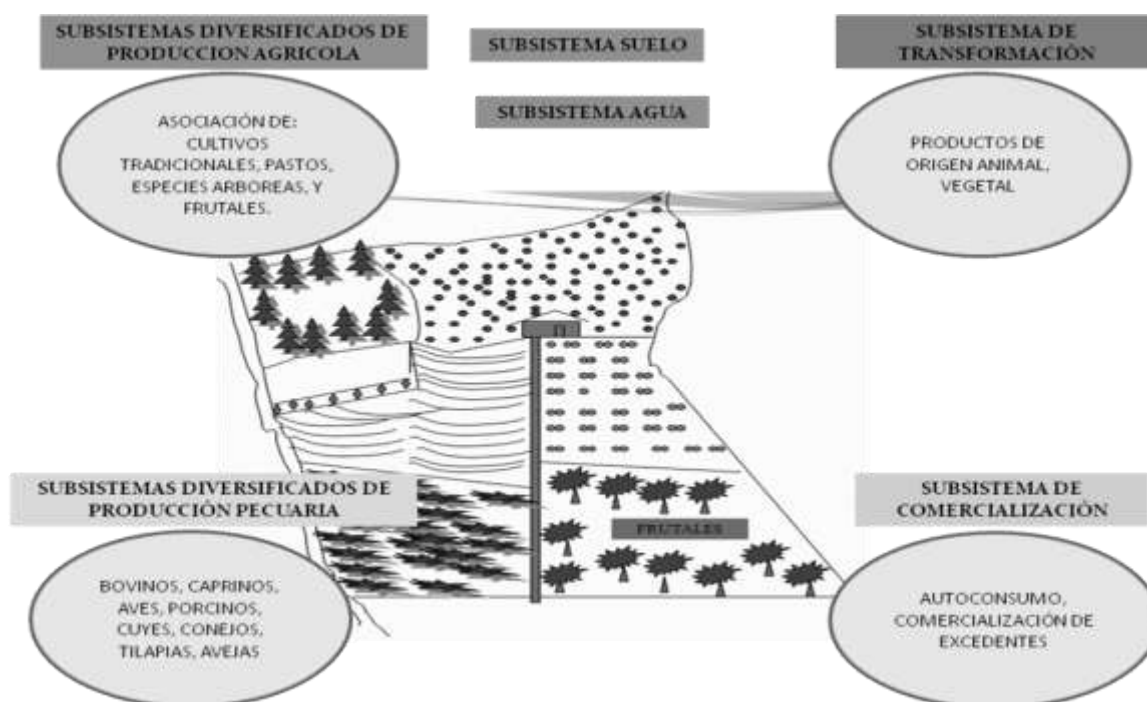 SUBSISTEMAS DIVERSIFICADOS DE
PRODUCCION AGRICOLA
SUBSISTEMA SUELO
SUBSISTEMA DE
TRANSFORMACIÓN
SUBSISTEMA AGUA
ASOCIACIÓN DE:
CULTIVOS
TRADICIONALES, PASTOS,
ESPECIES ARBOREAS, Y
FRUTALES.
PRODUCTOS DE
ORIGEN ANIMAL,
VEGETAL
SUBSISTEMAS DIVERSIFICADOS DE
PRODUCCIÓN PECUARIA
SUBSISTEMA DE
COMERCIALIZACIÓN
FRUTALES
BOVINOS, CAPRINOS,
AVES, PORCINOS,
CUYES, CONEJOS,
TILAPIAS, AVEJAS
AUTOCONSUMO,
COMERCIALIZACIÓN DE
EXCEDENTES